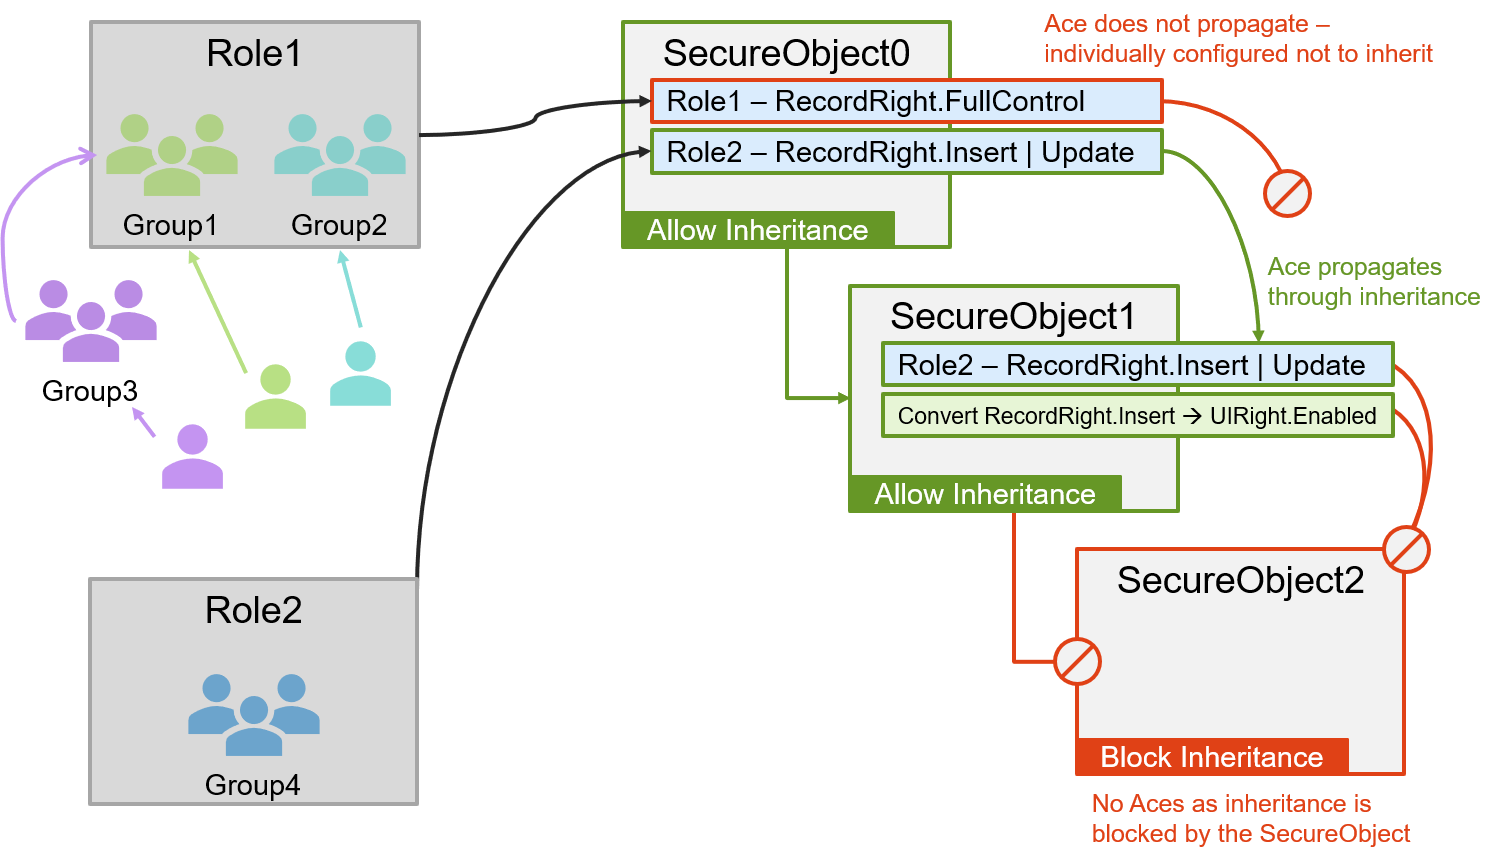 Role1
Group1
Group2
Group3
Role2
Group4
SecureObject0
Role1 – RecordRight.FullControl
Role2 – RecordRight.Insert | Update
Allow Inheritance
Ace does not propagate –
individually configured not to inherit
Ace propagates
through inheritance
SecureObject1
Role2 – RecordRight.Insert | Update
Convert RecordRight.Insert → UIRight.Enabled
Allow Inheritance
SecureObject2
Block Inheritance
No Aces as inheritance is
blocked by the SecureObject